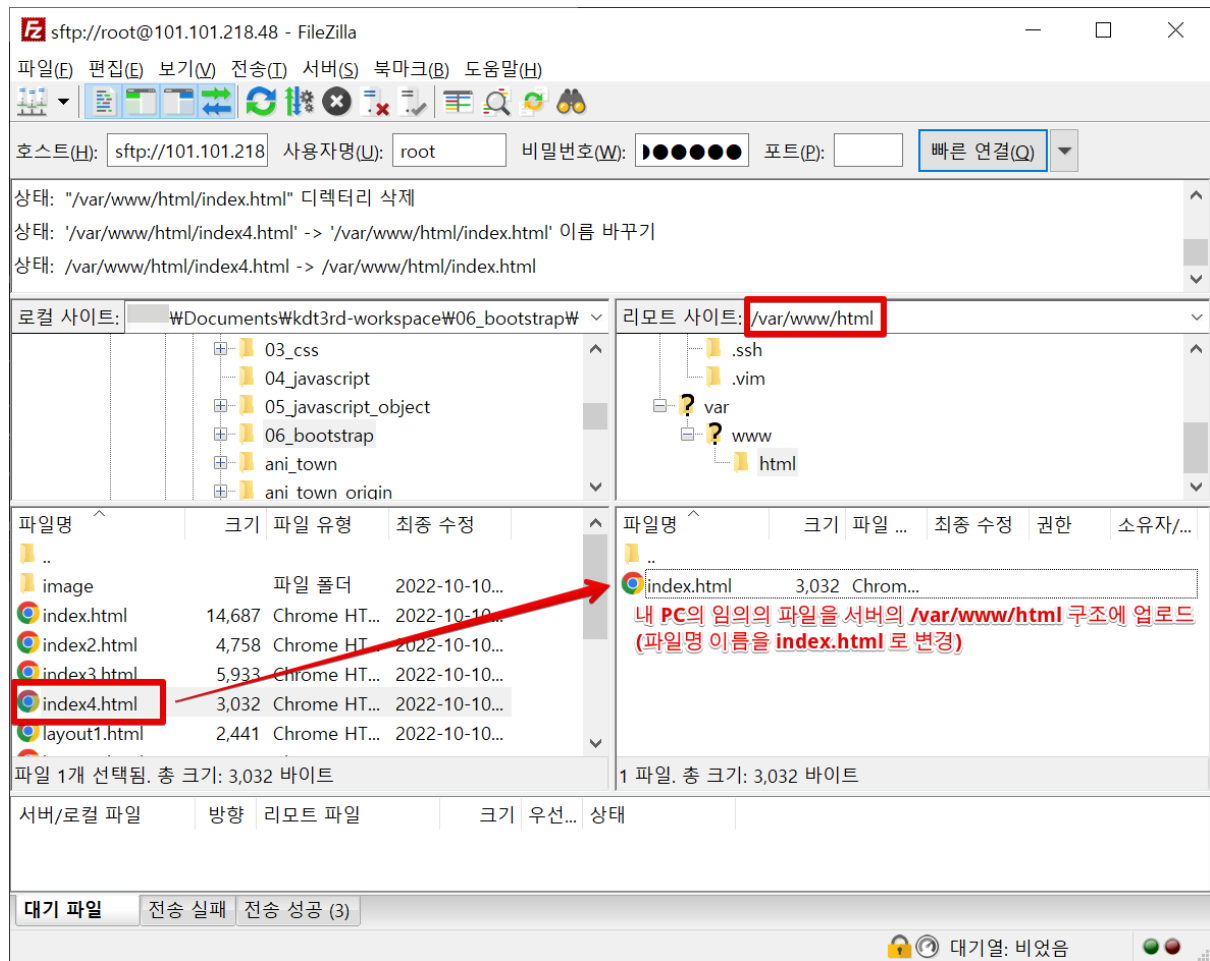 sftp://root@101.101.218.48 - FileZilla
파일(F) 편집(E) 보기(V) 전송(T) 서버(S) 북마크(B) 도움말(H)
호스트(H): sftp://101.101.218 사용자명(U): root 비밀번호(W): ●●●●●● 포트(P): 빠른 연결(Q)
상태: "/var/www/html/index.html" 디렉터리 삭제
상태: '/var/www/html/index4.html' -> '/var/www/html/index.html' 이름 바꾸기
상태: /var/www/html/index4.html -> /var/www/html/index.html
로컬 사이트: ₩Documents₩kdt3rd-workspace₩06_bootstrap₩
03_css
04_javascript
05_javascript_object
06_bootstrap
ani_town
ani_town_origin
리모트 사이트: /var/www/html
.ssh
.vim
var
www
html
파일명 크기 파일 유형 최종 수정
..
image 파일 폴더 2022-10-10...
index.html 14,687 Chrome HT... 2022-10-10...
index2.html 4,758 Chrome HT... 2022-10-10...
index3.html 5,933 Chrome HT... 2022-10-10...
index4.html 3,032 Chrome HT... 2022-10-10...
layout1.html 2,441 Chrome HT... 2022-10-10...
파일 1개 선택됨. 총 크기: 3,032 바이트
파일명 크기 파일 ... 최종 수정 권한 소유자/...
..
index.html 3,032 Chrom...
내 PC의 임의의 파일을 서버의 /var/www/html 구조에 업로드
(파일명 이름을 index.html 로 변경)
1 파일. 총 크기: 3,032 바이트
서버/로컬 파일 방향 리모트 파일 크기 우선... 상태
대기 파일 전송 실패 전송 성공 (3)
대기열: 비었음